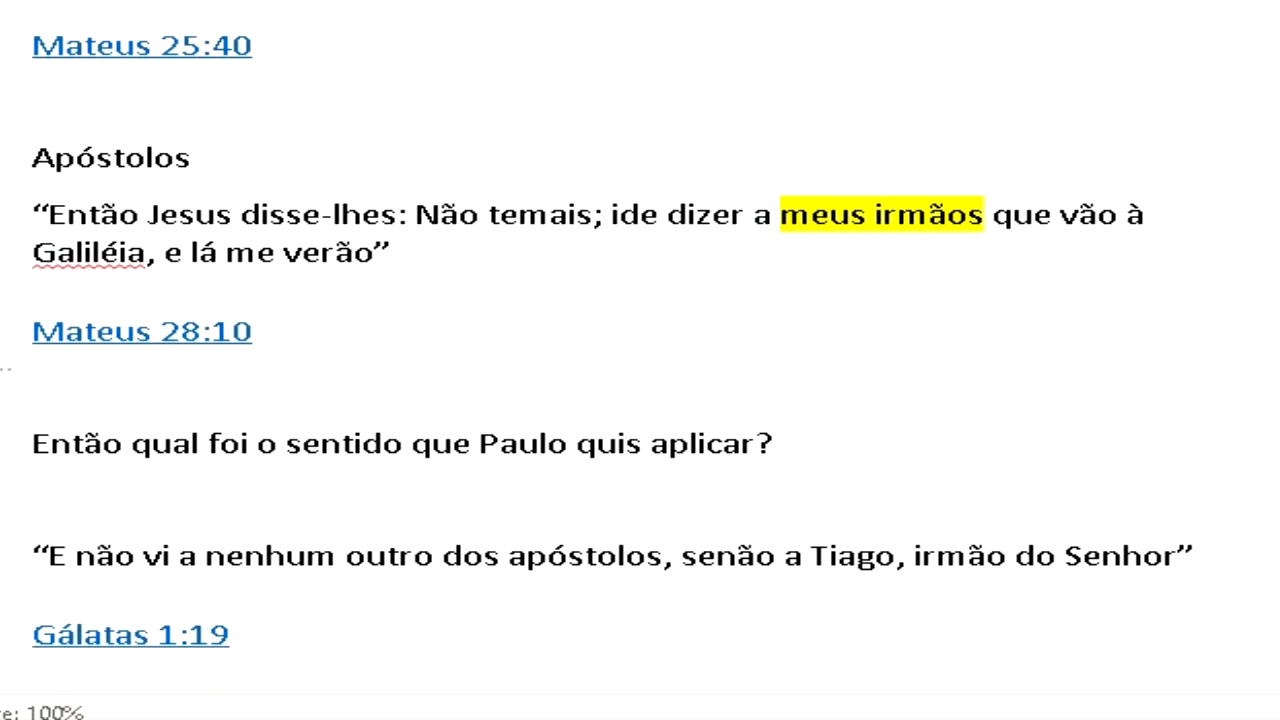 Mateus 25:40
Apóstolos
“Então Jesus disse-lhes: Não temais; ide dizer a meus irmãos que vão à
Galiléia, e lá me verão”
Mateus 28:10
Então qual foi o sentido que Paulo quis aplicar?
“E não vi a nenhum outro dos apóstolos, senão a Tiago, irmão do Senhor”
Gálatas 1:19
100%